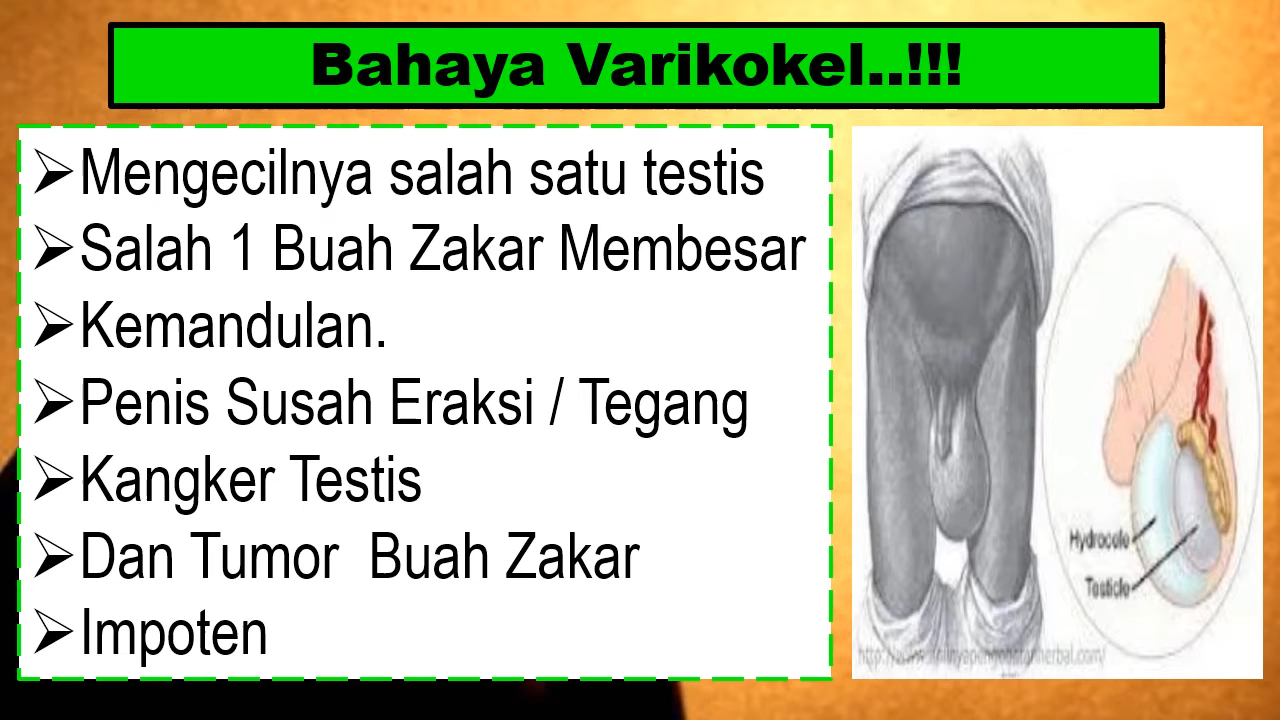 Bahaya Varikokel..!!!
➢Mengecilnya salah satu testis
➢Salah 1 Buah Zakar Membesar
➢Kemandulan.
➢Penis Susah Eraksi / Tegang
➢Kangker Testis
➢Dan Tumor Buah Zakar
➢Impoten
Hydrocele
Testicle